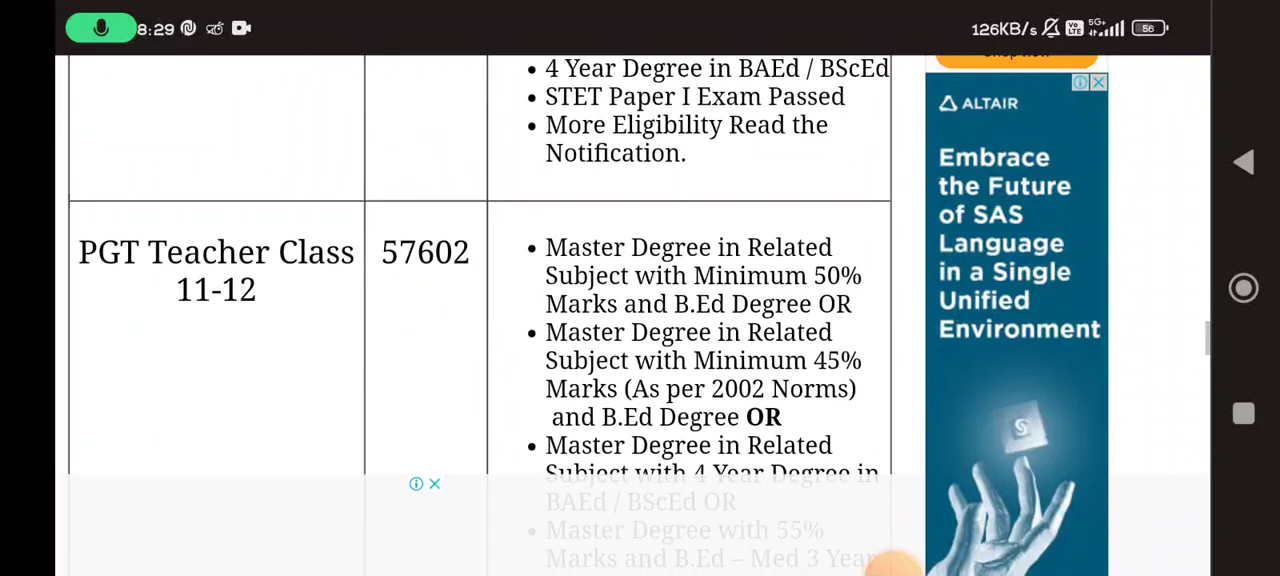 8:29 126KB/s Vo LTE 5G+ 56
• 4 Year Degree in BAEd / BScEd
• STET Paper I Exam Passed
• More Eligibility Read the
Notification.
PGT Teacher Class
11-12
57602
• Master Degree in Related
Subject with Minimum 50%
Marks and B.Ed Degree OR
• Master Degree in Related
Subject with Minimum 45%
Marks (As per 2002 Norms)
and B.Ed Degree OR
• Master Degree in Related
Subject with 4 Year Degree in
BAEd / BScEd OR
• Master Degree with 55%
Marks and B.Ed – Med 3 Year
ALTAIR
Embrace
the Future
of SAS
Language
in a Single
Unified
Environment
S